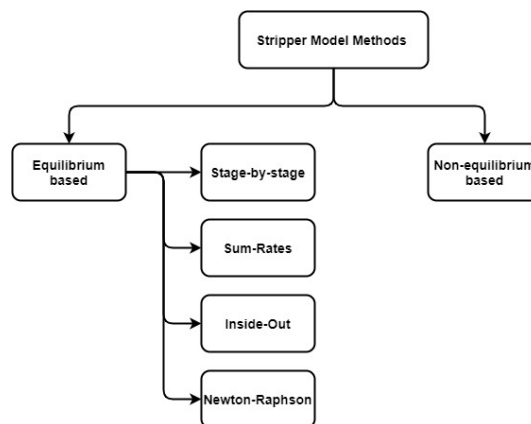 Stripper Model Methods
Equilibrium
based
Non-equilibrium
based
Stage-by-stage
Sum-Rates
Inside-Out
Newton-Raphson